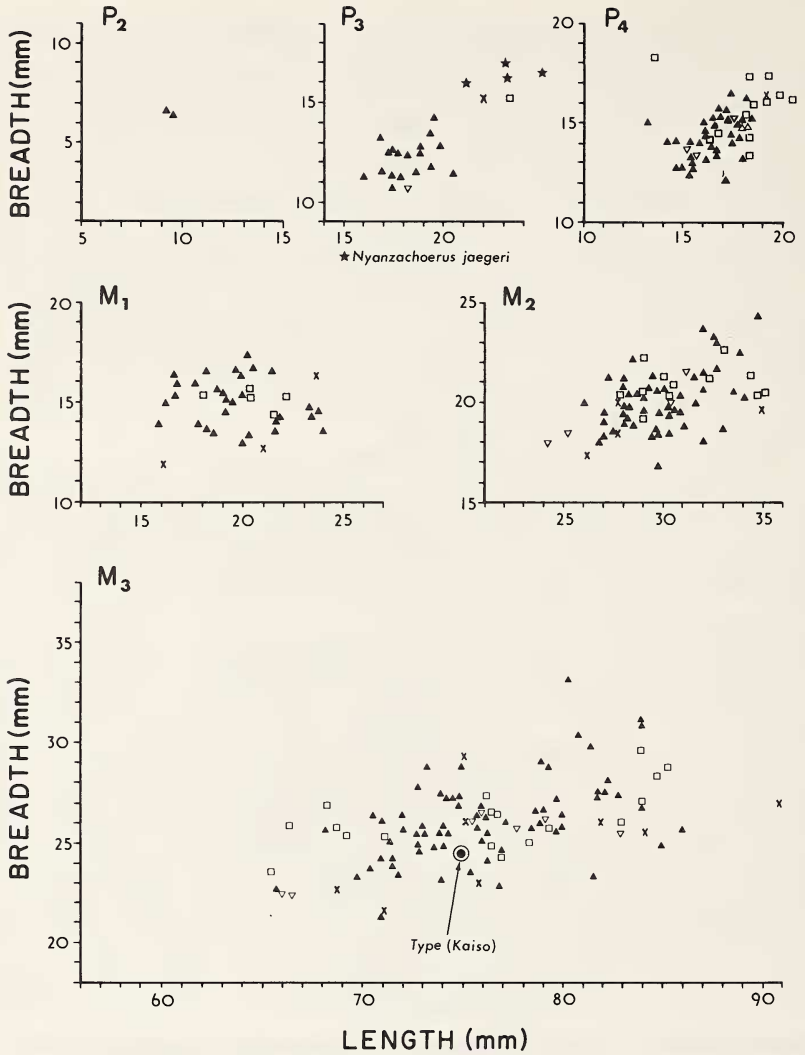 P2
P3
P4
BREADTH (mm)
10
5
5 10 15
15
10
15 20
20
15
10
10 15 20
★ Nyanzachoerus jaegeri
M1
M2
BREADTH (mm)
20
15
10
15 20 25
25
20
15
25 30 35
M3
BREADTH (mm)
35
30
25
20
60 70 80 90
Type (Kaiso)
LENGTH (mm)